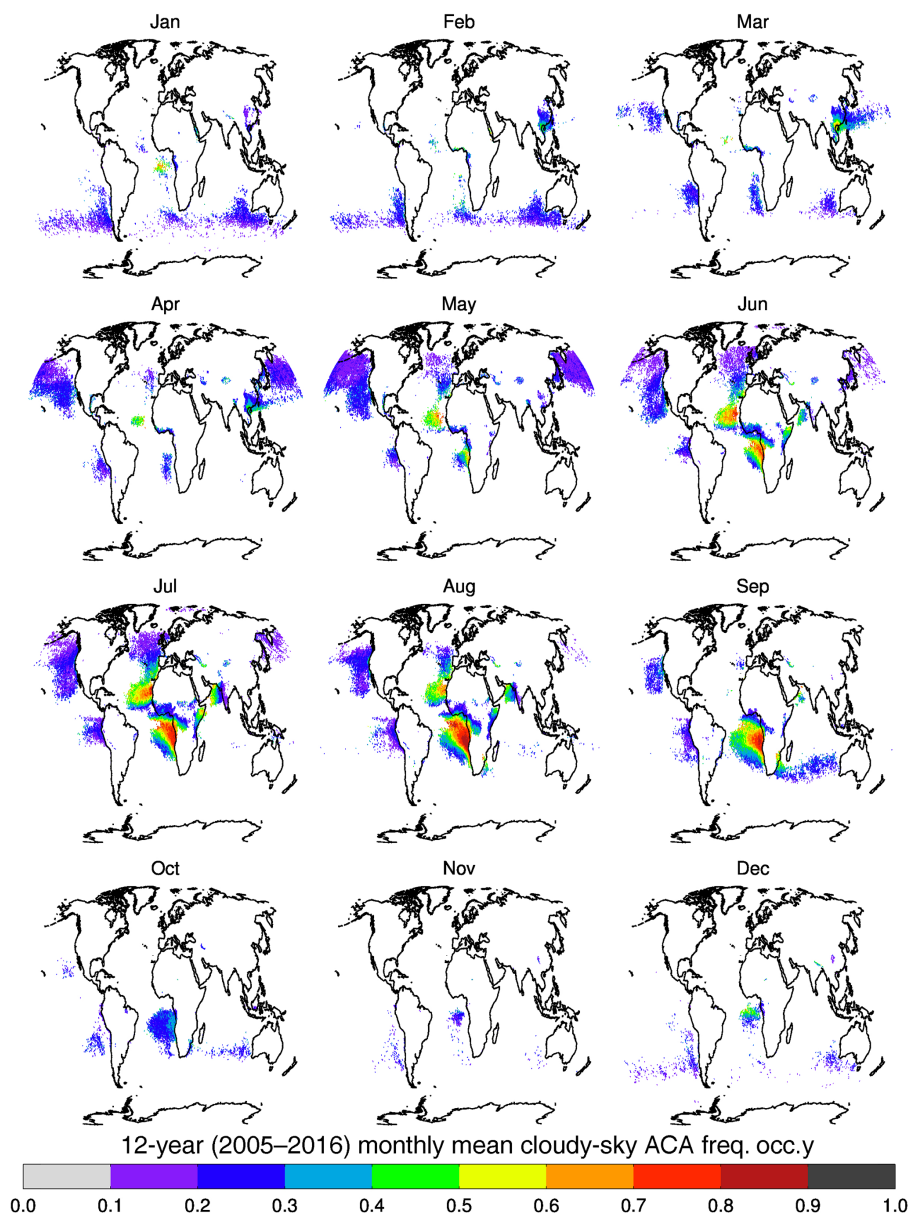 Jan Feb Mar
Apr May Jun
Jul Aug Sep
Oct Nov Dec
12-year (2005–2016) monthly mean cloudy-sky ACA freq. occ.y
0.0 0.1 0.2 0.3 0.4 0.5 0.6 0.7 0.8 0.9 1.0